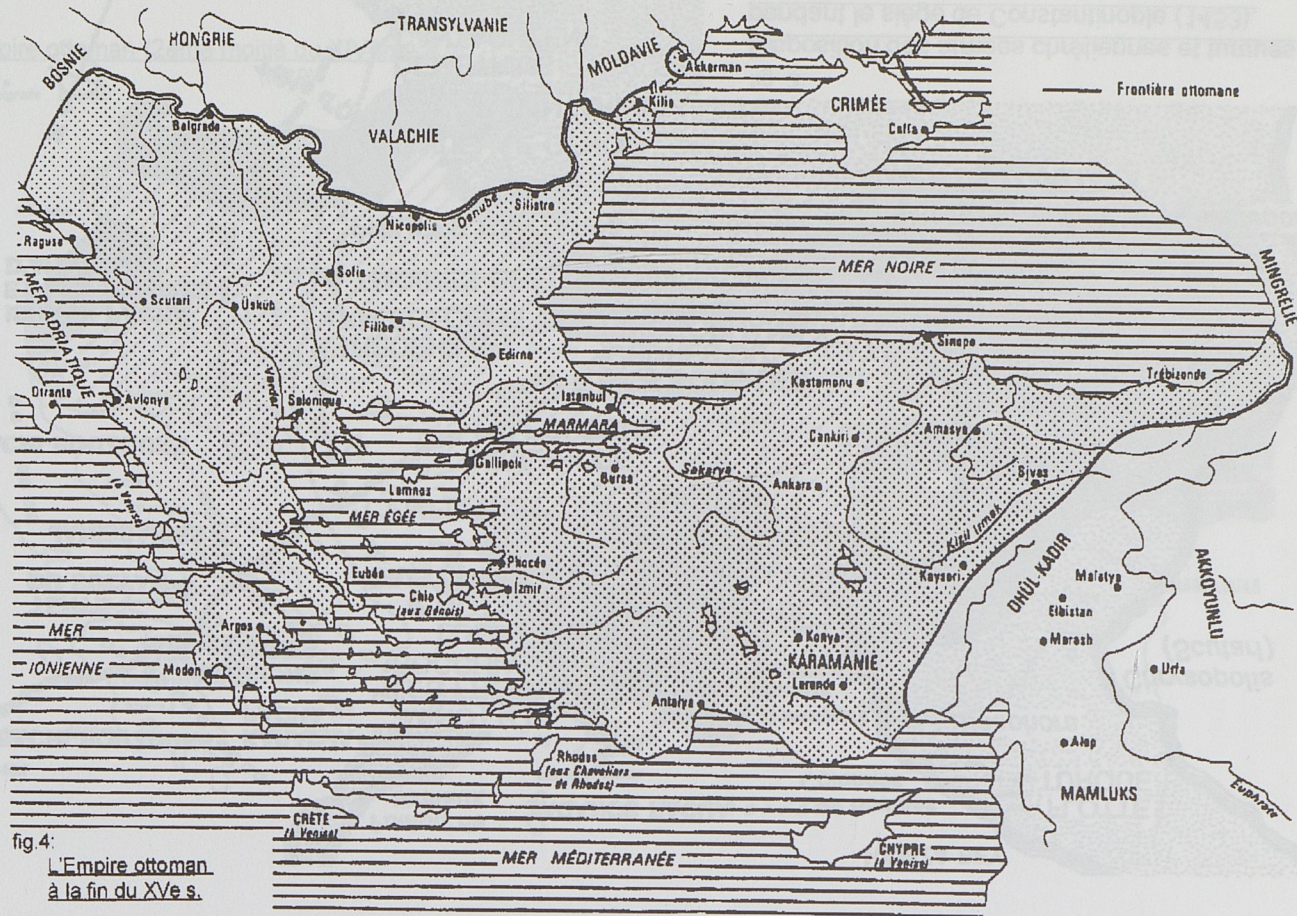 TRANSYLVANIE
HONGRIE
BOSNIE
MOLDAVIE
Akkerman
Kilia
CRIMÉE
Caffa
Frontière ottomane
Belgrade
VALACHIE
Nicopolis
Danube
Silistre
Raguse
Sofia
MER NOIRE
MINGRÉLIE
MER ADRIATIQUE
Scutari
Usküb
Filibe
Edirne
Sinope
Trébizonde
Otrante
Avlonya
Vardar
Salonique
Istanbul
MARMARA
Kastamonu
Cankiri
Amasya
Gallipoli
Bursa
Sakarya
Ankara
Sivas
Lemnos
(à Venise)
MER ÉGÉE
Kizil Irmak
Kayseri
Phocée
Izmir
Eubée
Chio
(aux Génois)
DHÛL-KADIR
Malatya
Elbistan
AKKOYUNLU
Marash
Urfa
MER
IONIENNE
Argos
Modon
Konya
KARAMANIE
Laranda
Antalya
Rhodes
(aux Chevaliers
de Rhodes)
Alep
MAMLUKS
Euphrate
CRÈTE
(à Venise)
CHYPRE
(à Venise)
MER MÉDITERRANÉE
fig.4:
L'Empire ottoman
à la fin du XVe s.